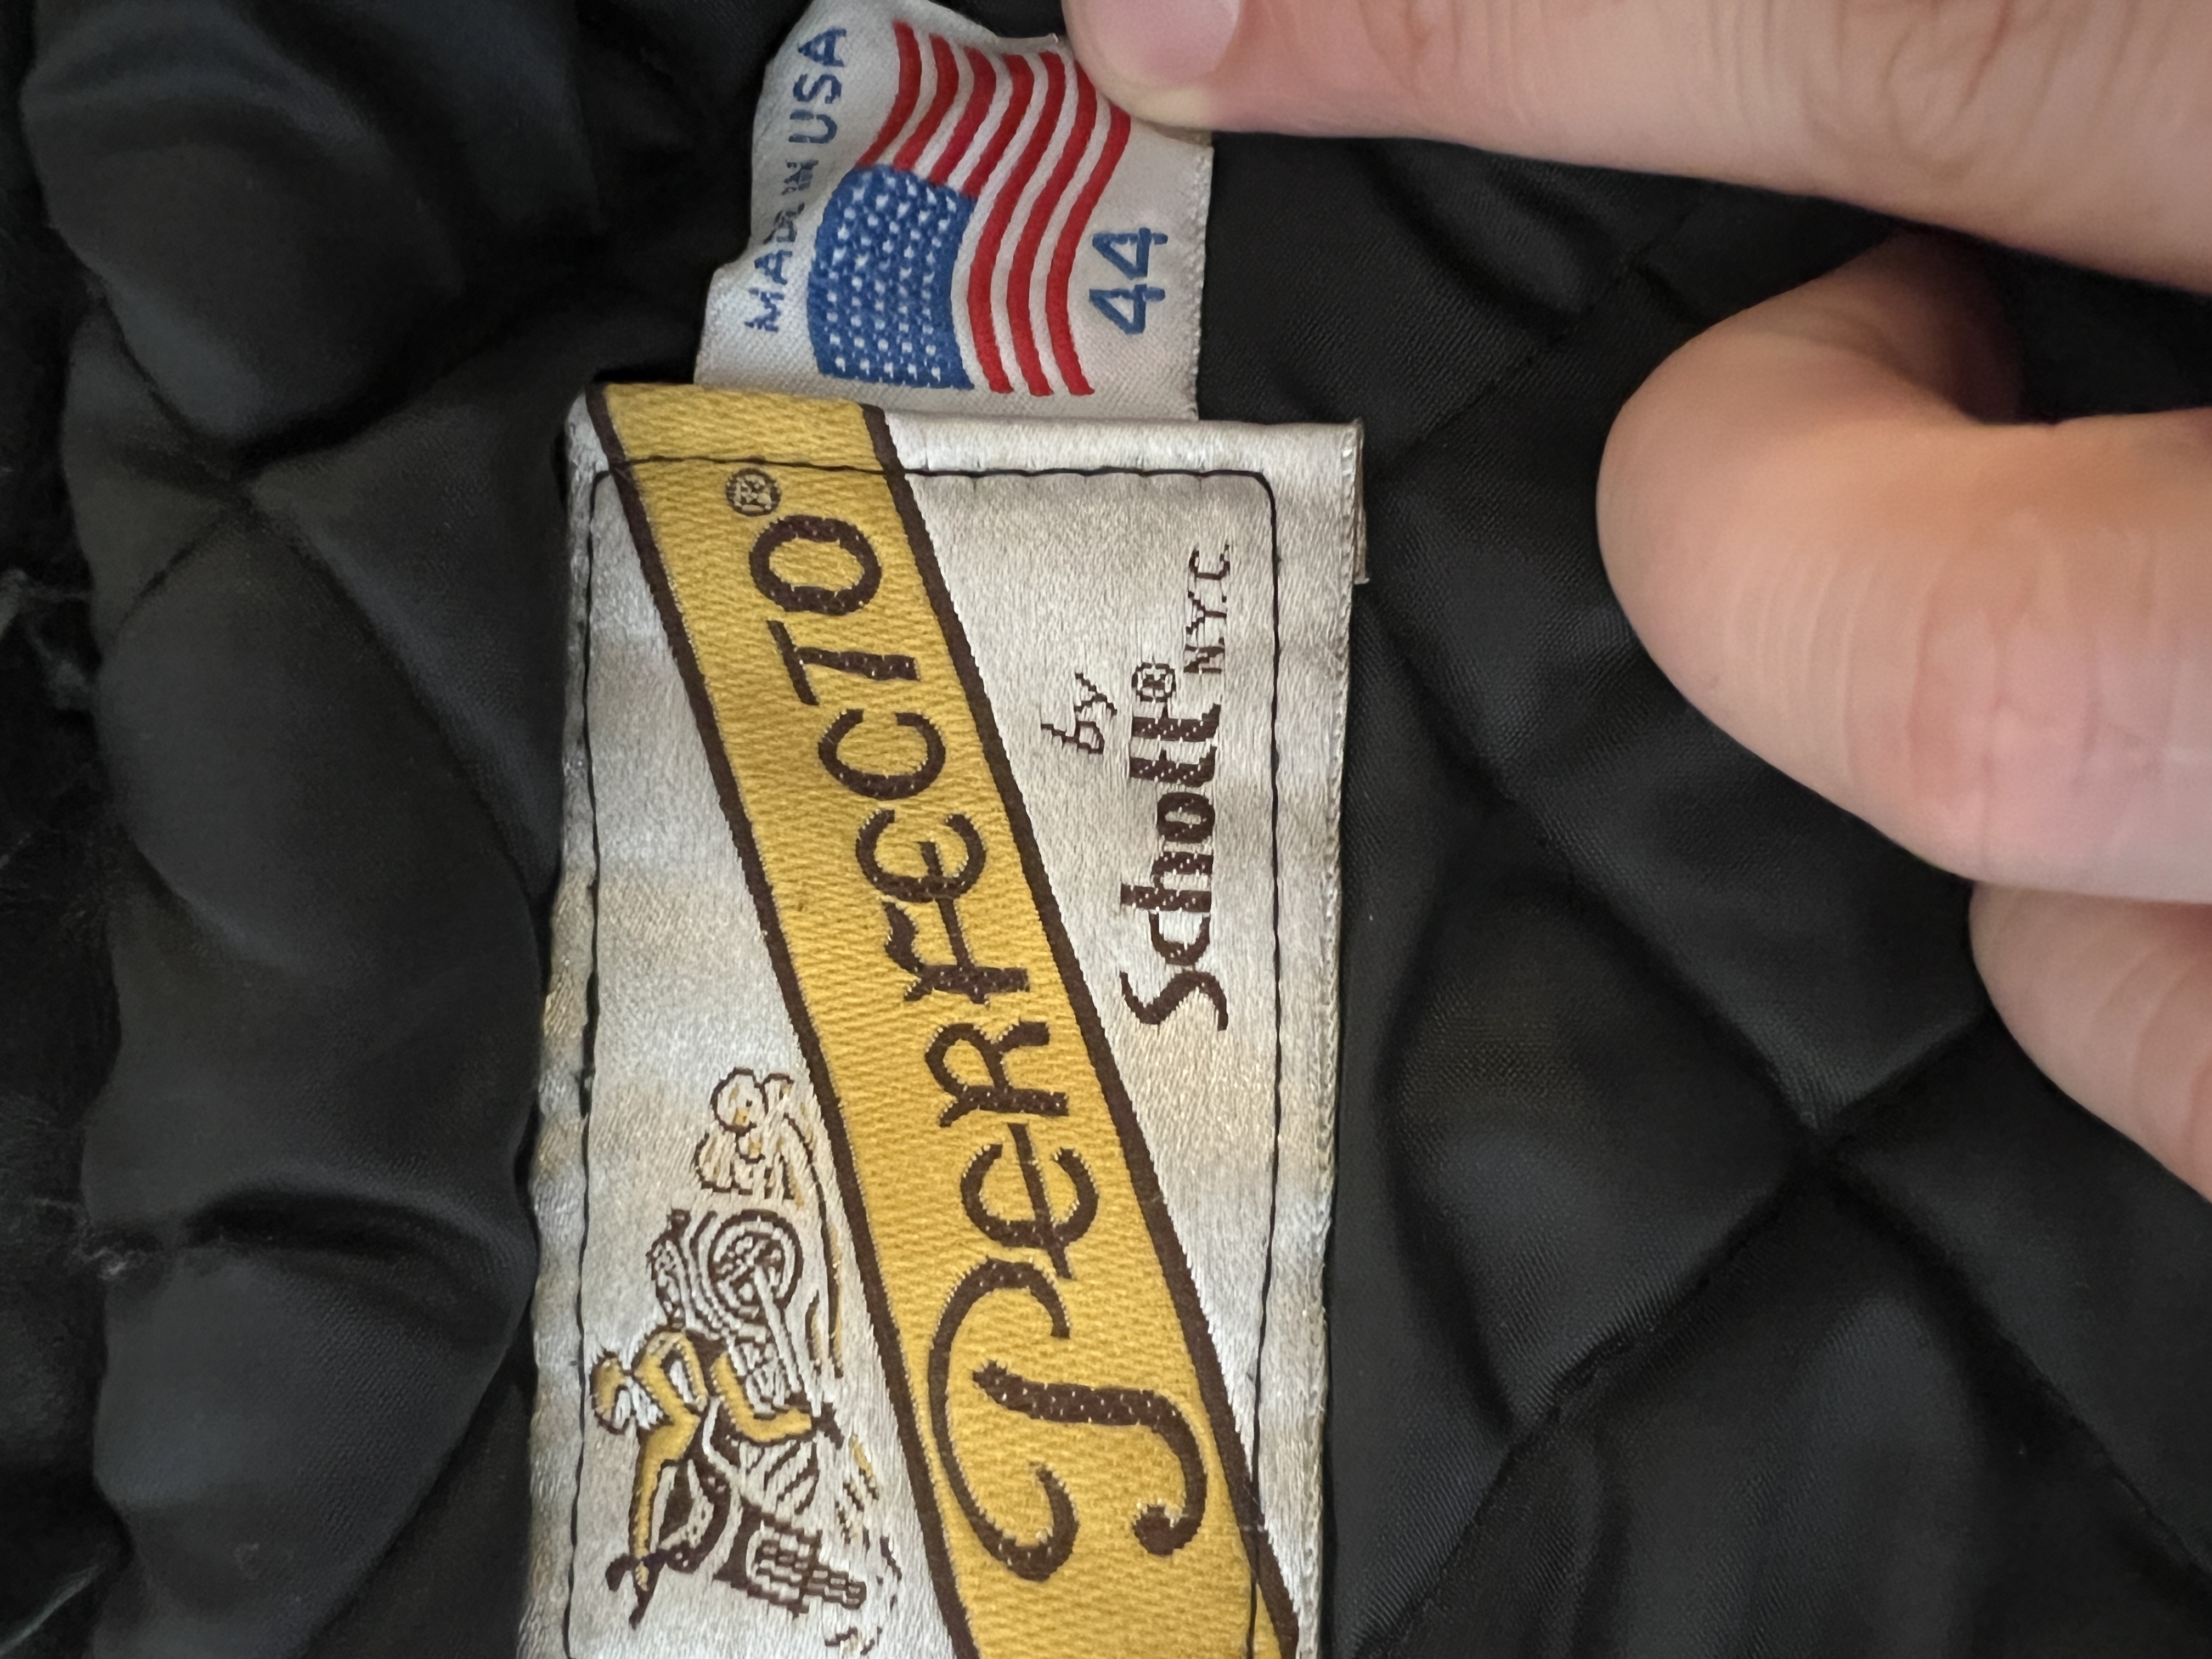 MADE IN USA
44
PERFECTO®
by
Schott®
N.Y.C.